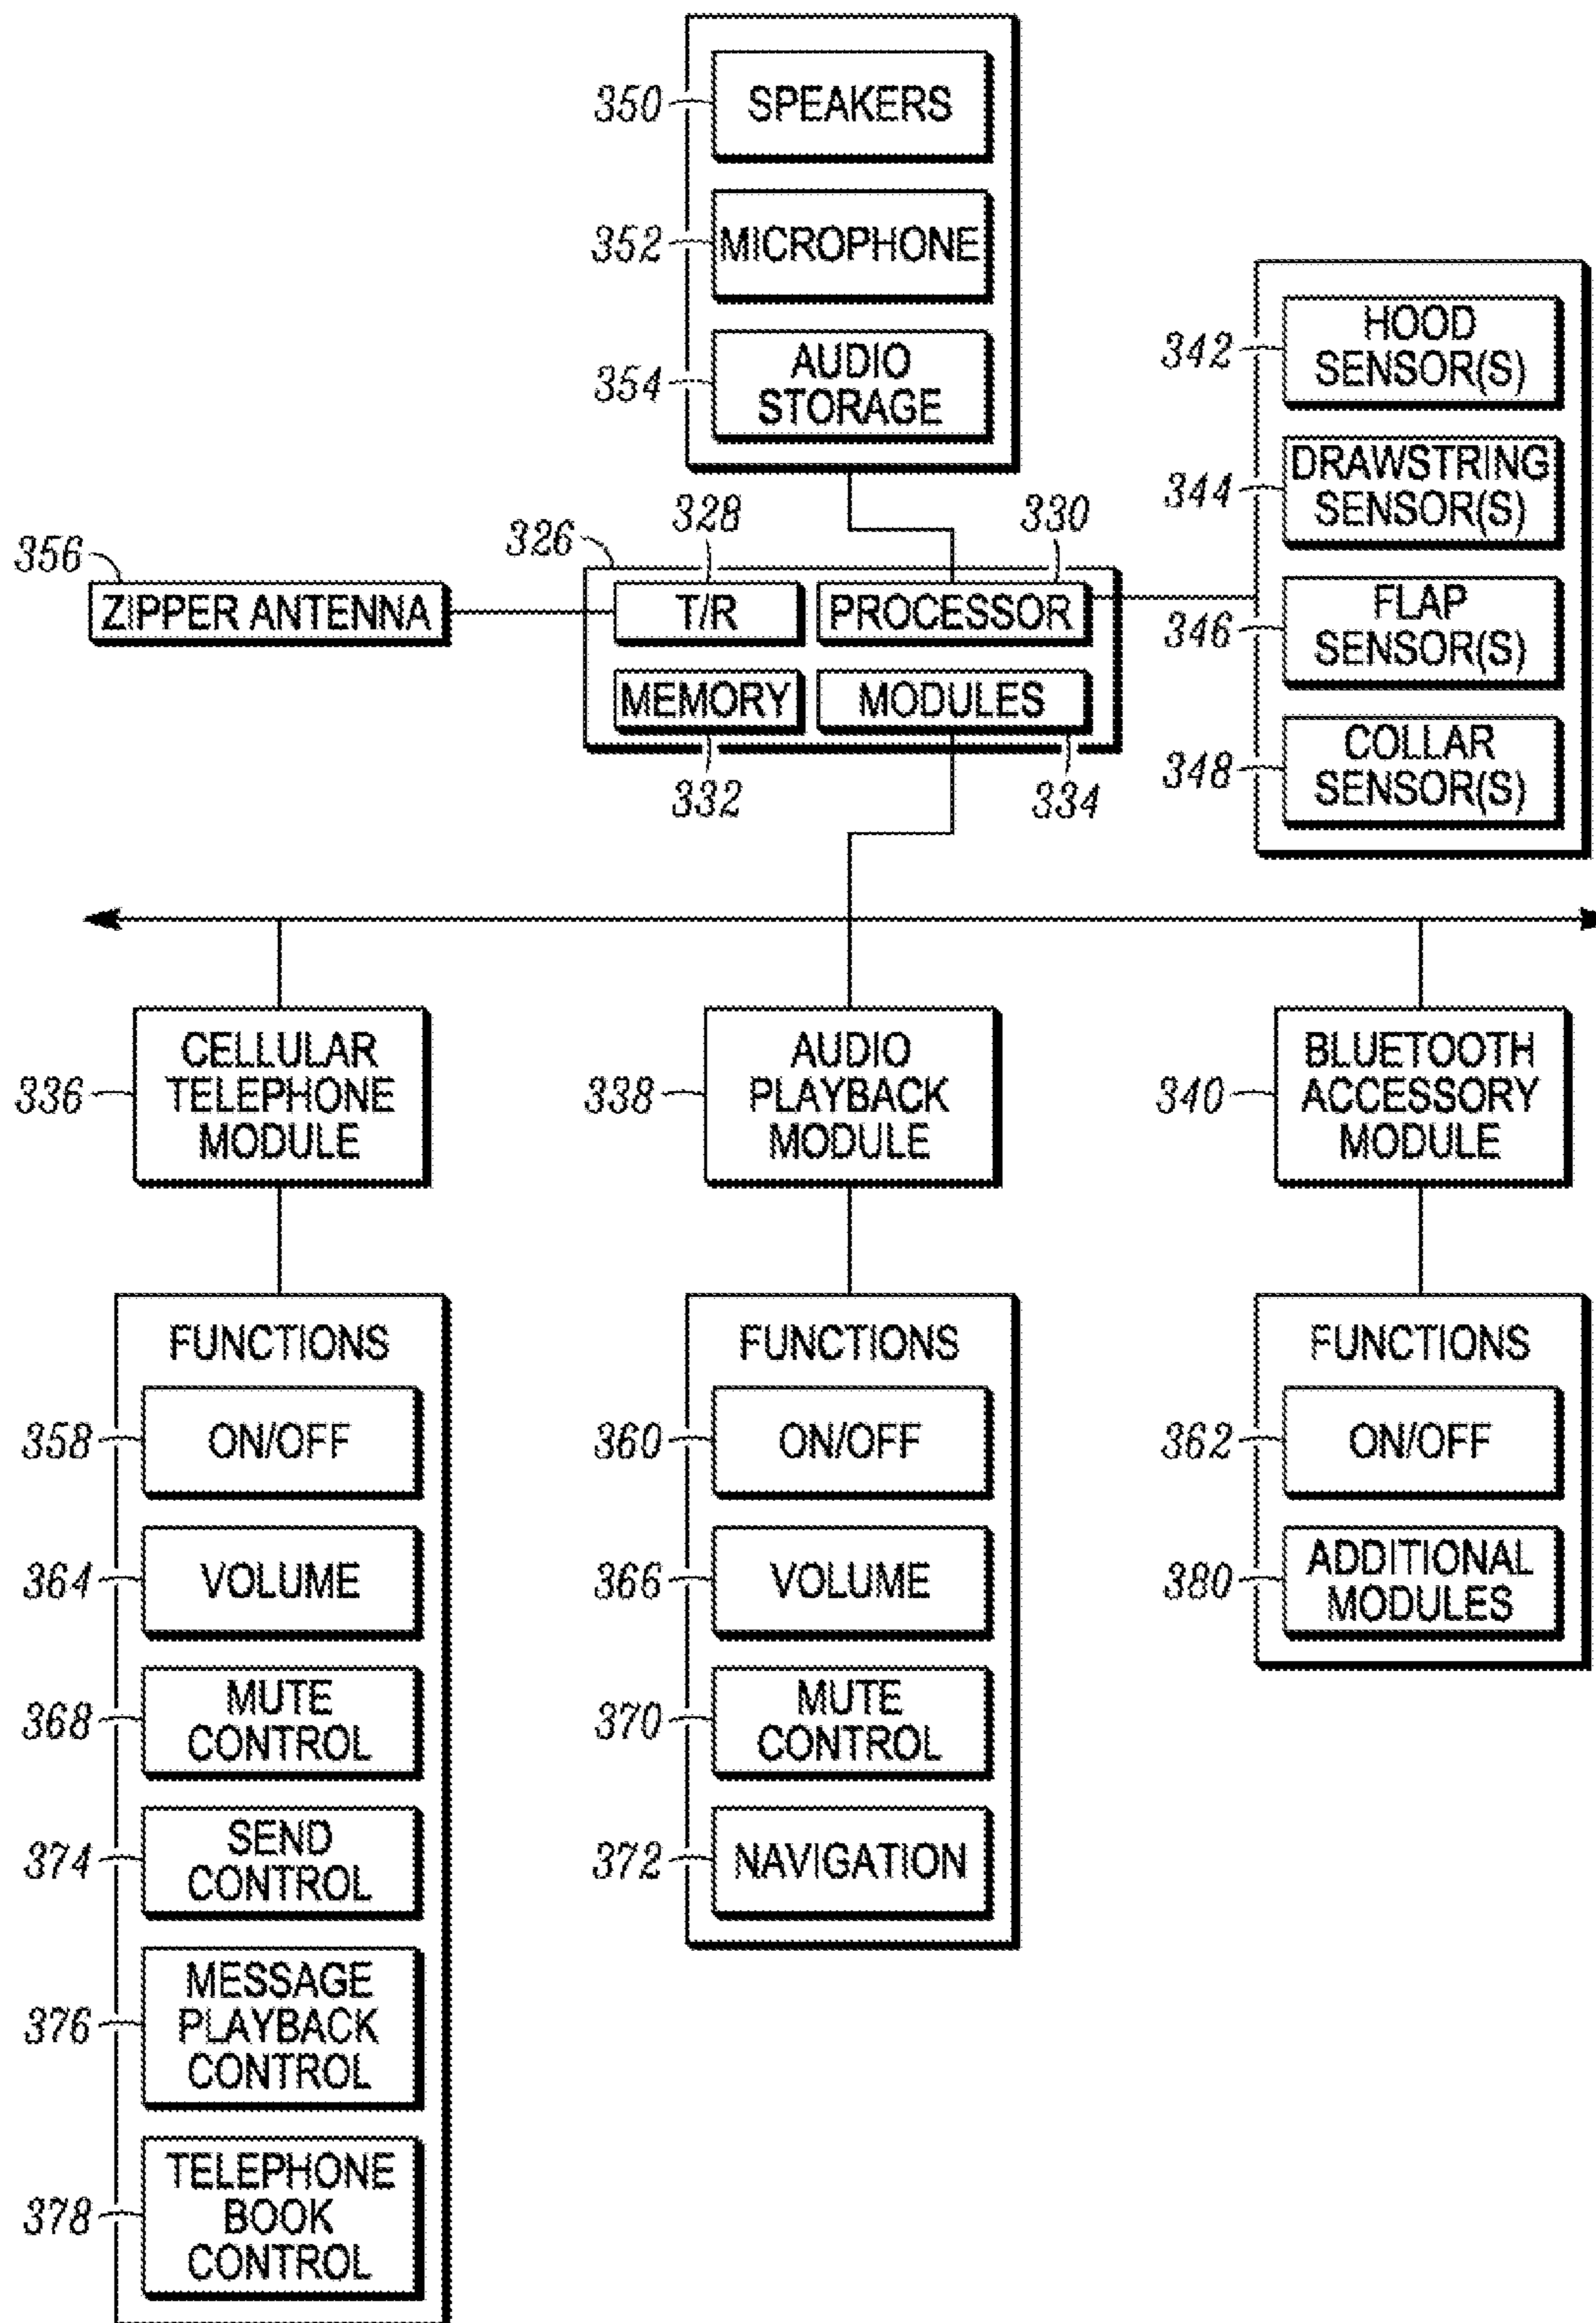 350
SPEAKERS
352
MICROPHONE
354
AUDIO
STORAGE
342
HOOD
SENSOR(S)
344
DRAWSTRING
SENSOR(S)
346
FLAP
SENSOR(S)
348
COLLAR
SENSOR(S)
356
ZIPPER ANTENNA
326
328
330
T/R
PROCESSOR
MEMORY
MODULES
332
334
336
CELLULAR
TELEPHONE
MODULE
338
AUDIO
PLAYBACK
MODULE
340
BLUETOOTH
ACCESSORY
MODULE
FUNCTIONS
358
ON/OFF
364
VOLUME
368
MUTE
CONTROL
374
SEND
CONTROL
376
MESSAGE
PLAYBACK
CONTROL
378
TELEPHONE
BOOK
CONTROL
FUNCTIONS
360
ON/OFF
366
VOLUME
370
MUTE
CONTROL
372
NAVIGATION
FUNCTIONS
362
ON/OFF
380
ADDITIONAL
MODULES